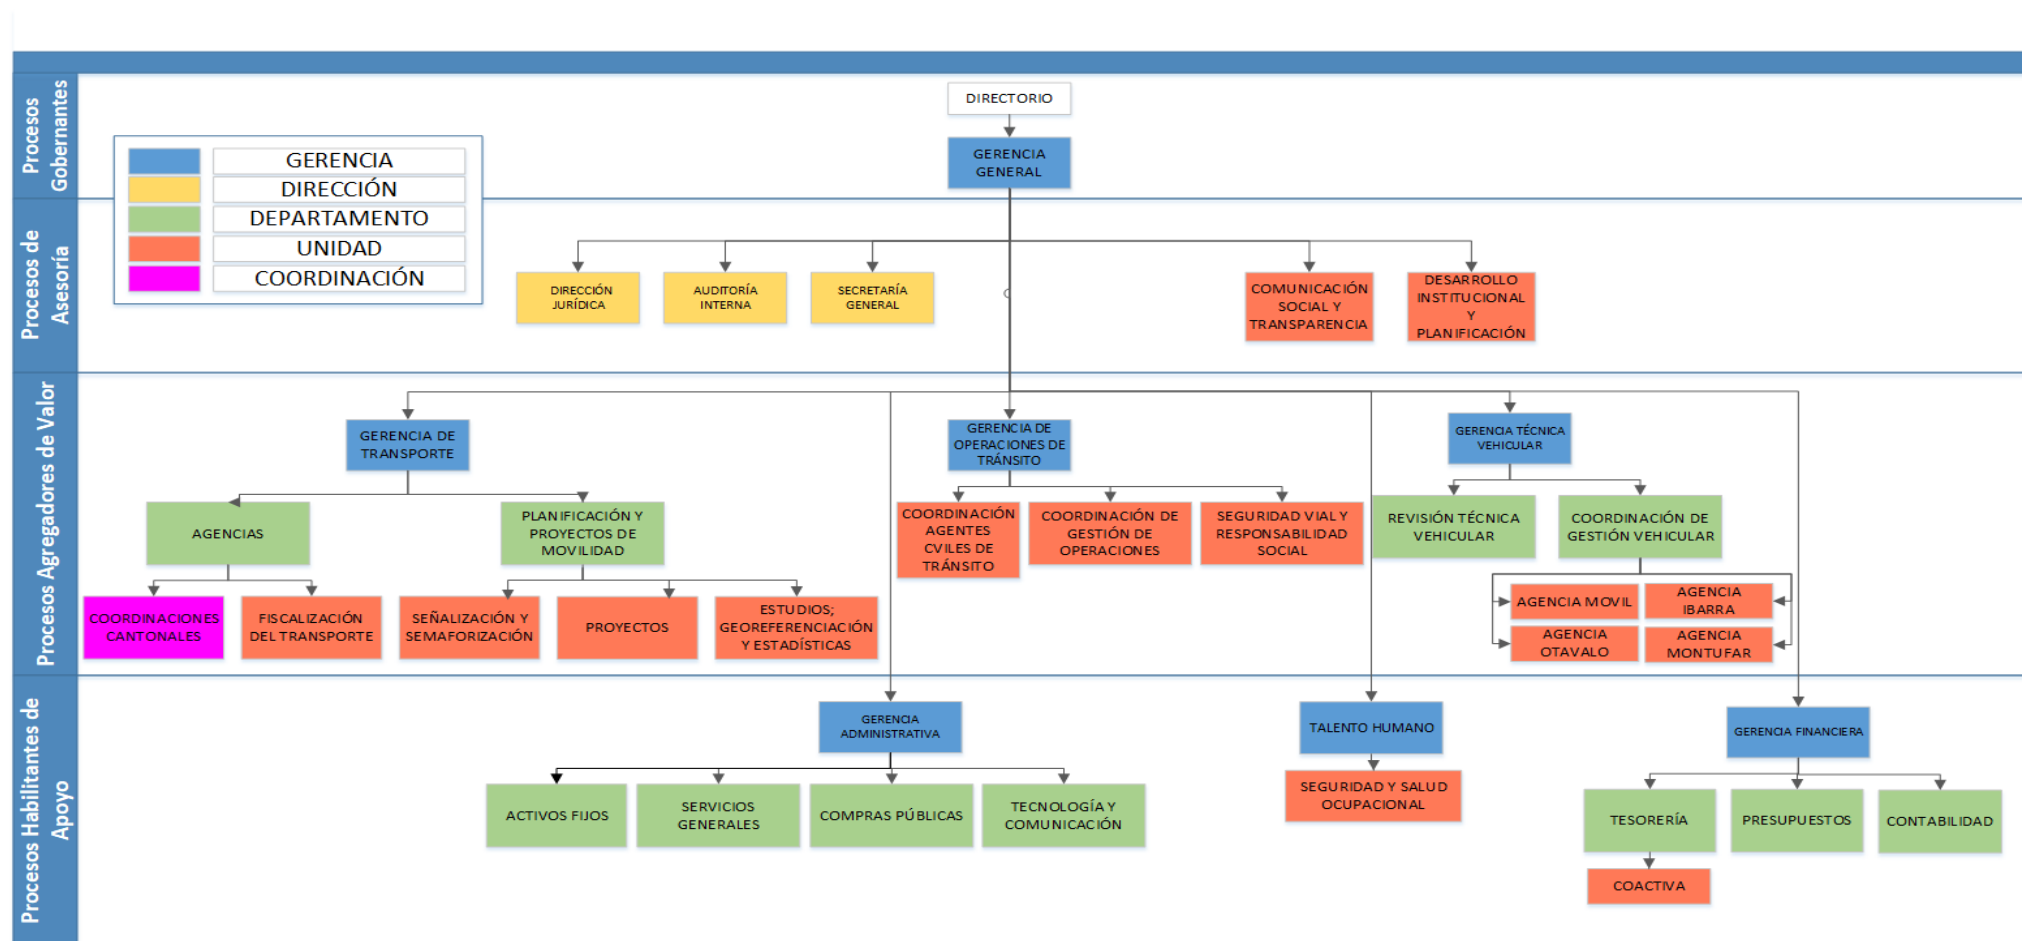 Procesos
Gobernantes
DIRECTORIO
GERENCIA
GENERAL
GERENCIA
DIRECCIÓN
DEPARTAMENTO
UNIDAD
COORDINACIÓN
Procesos de
Asesoría
DIRECCIÓN
JURÍDICA
AUDITORÍA
INTERNA
SECRETARÍA
GENERAL
COMUNICACIÓN
SOCIAL Y
TRANSPARENCIA
DESARROLLO
INSTITUCIONAL
Y
PLANIFICACIÓN
Procesos Agregadores de Valor
GERENCIA DE
TRANSPORTE
GERENCIA DE
OPERACIONES DE
TRÁNSITO
GERENCIA TÉCNICA
VEHICULAR
AGENCIAS
PLANIFICACIÓN Y
PROYECTOS DE
MOVILIDAD
COORDINACIÓN
AGENTES
CVILES DE
TRÁNSITO
COORDINACIÓN DE
GESTIÓN DE
OPERACIONES
SEGURIDAD VIAL Y
RESPONSABILIDAD
SOCIAL
REVISIÓN TÉCNICA
VEHICULAR
COORDINACIÓN DE
GESTIÓN VEHICULAR
COORDINACIONES
CANTONALES
FISCALIZACIÓN
DEL TRANSPORTE
SEÑALIZACIÓN Y
SEMAFORIZACIÓN
PROYECTOS
ESTUDIOS;
GEOREFERENCIACIÓN
Y ESTADÍSTICAS
AGENCIA MOVIL
AGENCIA
IBARRA
AGENCIA
OTAVALO
AGENCIA
MONTUFAR
Procesos Habilitantes de
Apoyo
GERENCIA
ADMINISTRATIVA
TALENTO HUMANO
GERENCIA FINANCIERA
ACTIVOS FIJOS
SERVICIOS
GENERALES
COMPRAS PÚBLICAS
TECNOLOGÍA Y
COMUNICACIÓN
SEGURIDAD Y SALUD
OCUPACIONAL
TESORERÍA
PRESUPUESTOS
CONTABILIDAD
COACTIVA